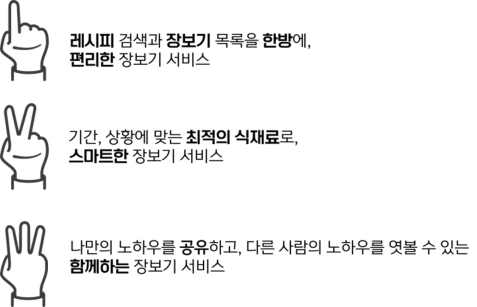 레시피 검색과 장보기 목록을 한방에,
편리한 장보기 서비스
기간, 상황에 맞는 최적의 식재료로,
스마트한 장보기 서비스
나만의 노하우를 공유하고, 다른 사람의 노하우를 엿볼 수 있는
함께하는 장보기 서비스